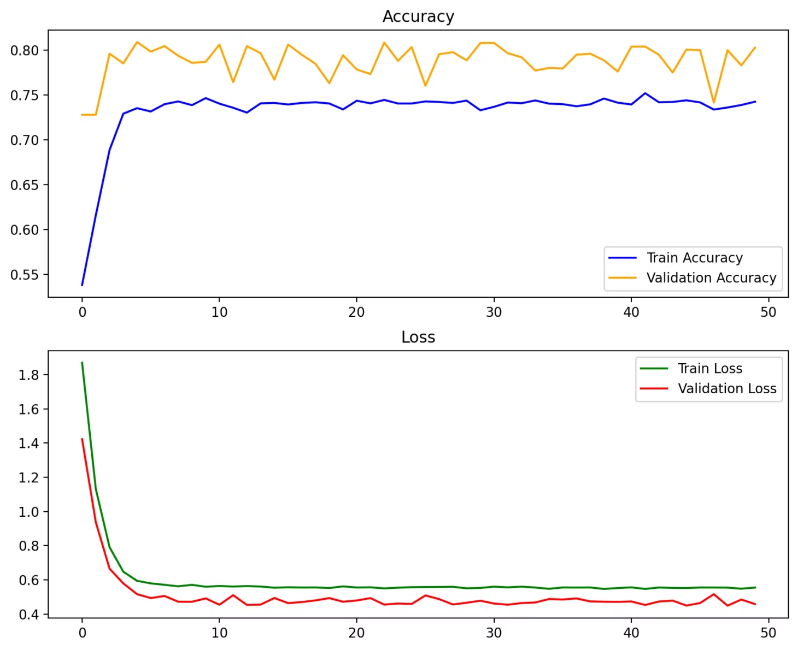 Accuracy
0.80
0.75
0.70
0.65
0.60
0.55
Train Accuracy
Validation Accuracy
0 10 20 30 40 50
Loss
1.8
1.6
1.4
1.2
1.0
0.8
0.6
0.4
Train Loss
Validation Loss
0 10 20 30 40 50